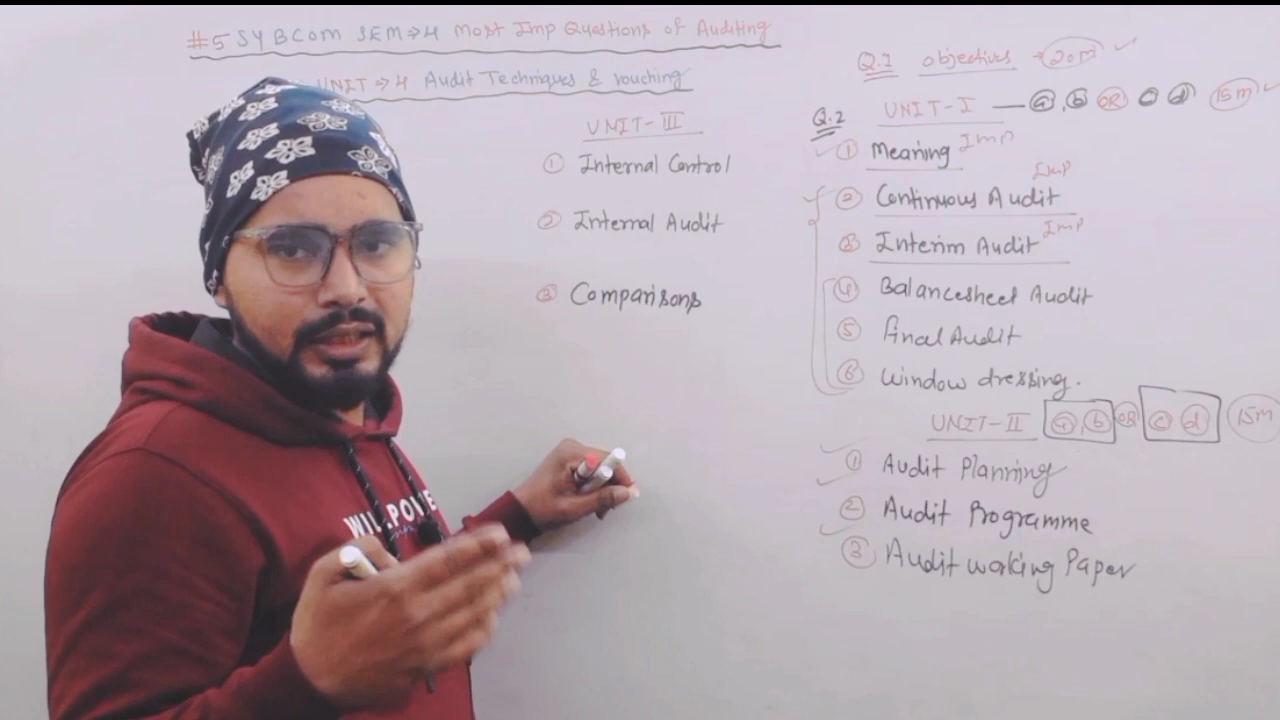 #5 SYBCOM SEM⇒4 Most Imp Questions of Auditing
UNIT⇒4 Audit Techniques & vouching
UNIT-III
① Internal Control
② Internal Audit
③ Comparisons
Q.1 objectives → 20M ✓
Q.2 UNIT-I — ⓐ, ⓑ OR ⓒ ⓓ 15M ✓
① Meaning Imp
② Continuous Audit Imp
③ Interim Audit Imp
④ Balancesheet Audit
⑤ final Audit
⑥ window dressing.
UNIT-II ⓐ, ⓑ OR ⓒ ⓓ 15M
① Audit Planning
② Audit Programme
③ Audit working Paper